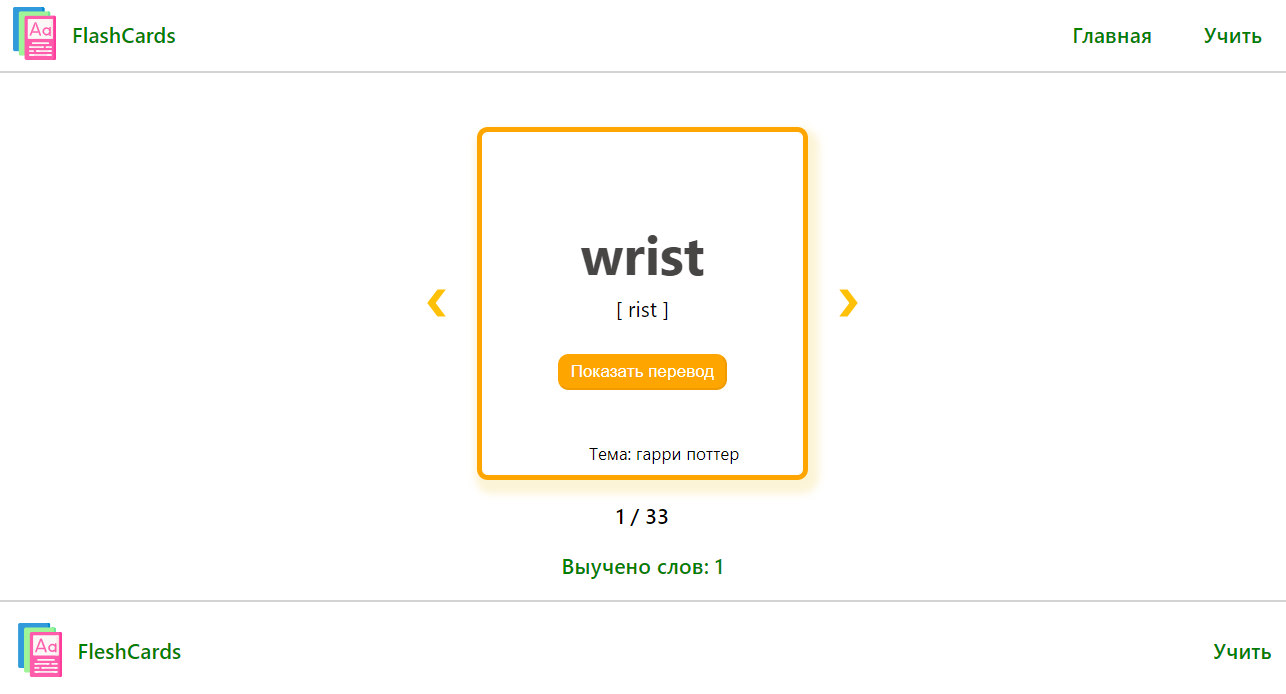 Aa
FlashCards
Главная
Учить
wrist
[ rist ]
Показать перевод
Тема: гарри поттер
1 / 33
Выучено слов: 1
Aa
FleshCards
Учить